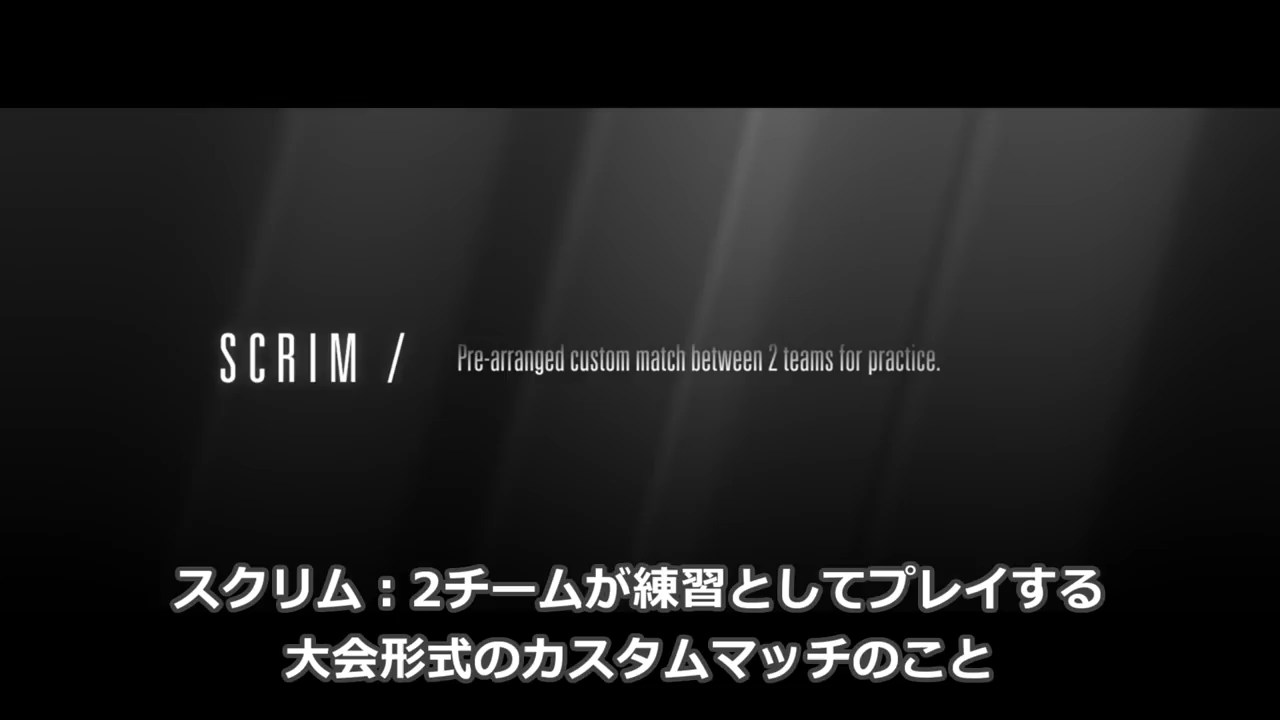 SCRIM / Pre-arranged custom match between 2 teams for practice.
スクリム：2チームが練習としてプレイする
大会形式のカスタムマッチのこと